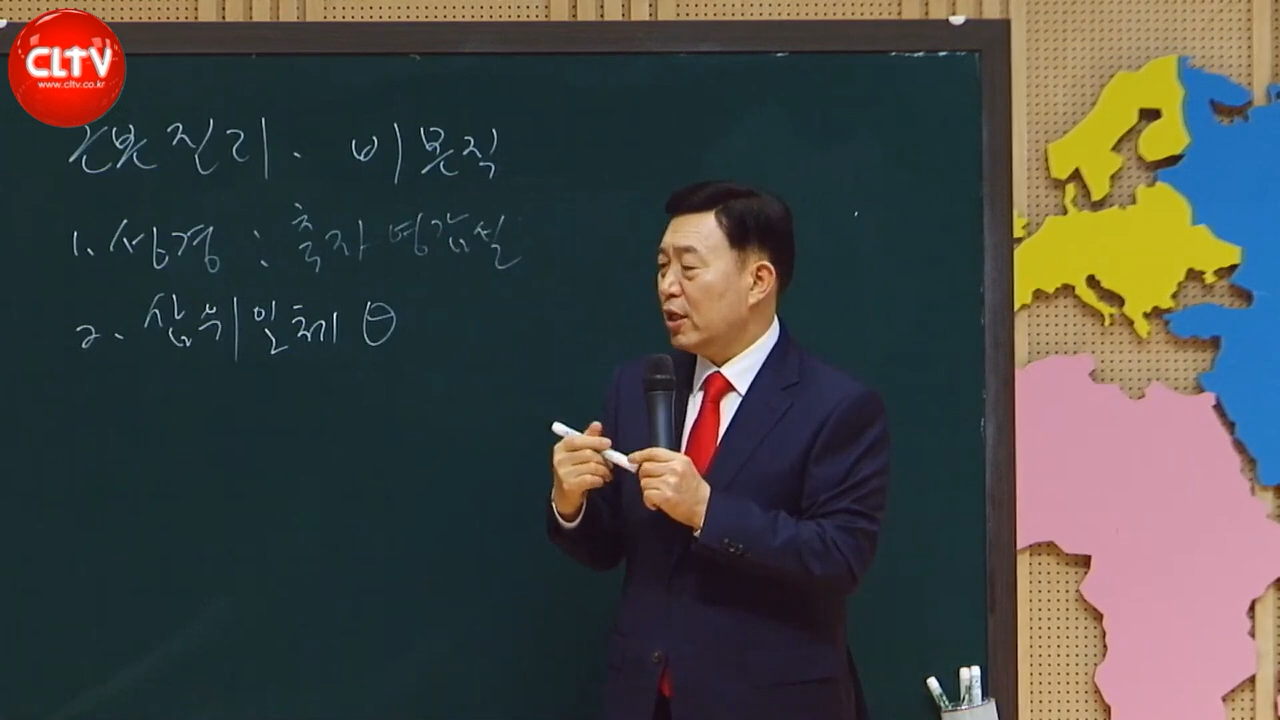 CLTV
www.cltv.co.kr
근본진리. 비본직
1. 성경 : 축자 영감설
2. 삼위일체 θ